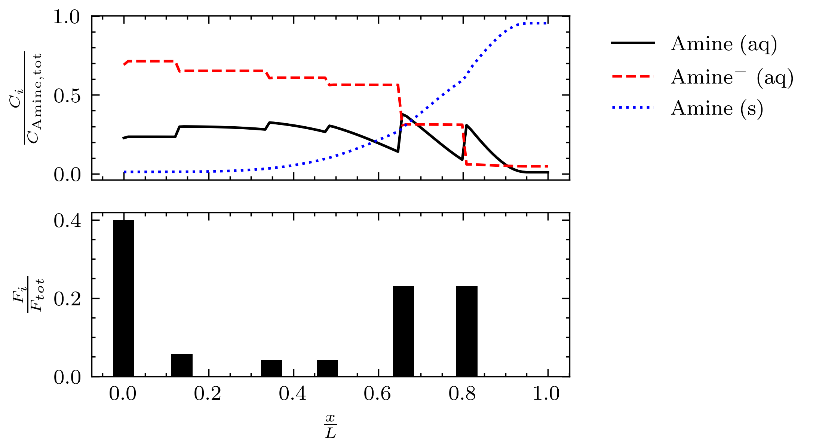 1.0
0.5
0.0
C_i / C_Amine,tot
Amine (aq)
Amine⁻ (aq)
Amine (s)
0.4
0.2
0.0
F_i / F_tot
0.0 0.2 0.4 0.6 0.8 1.0
x / L